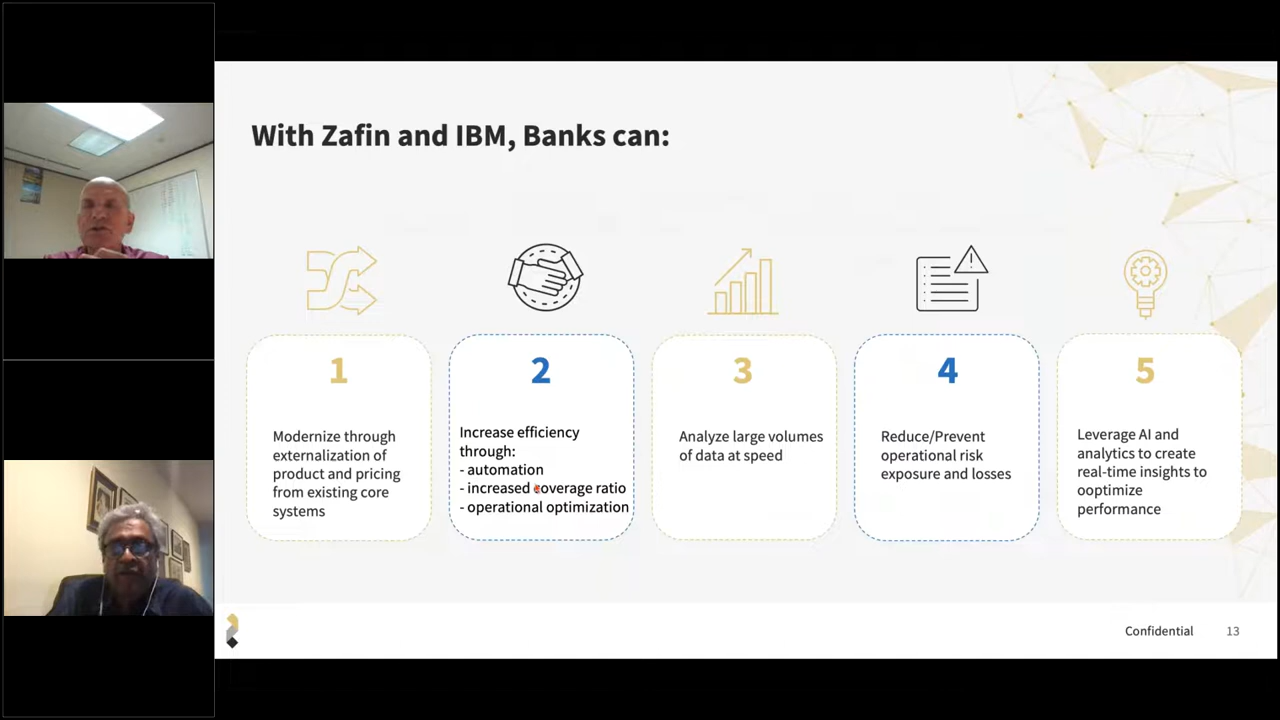 With Zafin and IBM, Banks can:
1
Modernize through
externalization of
product and pricing
from existing core
systems
2
Increase efficiency
through:
- automation
- increased coverage ratio
- operational optimization
3
Analyze large volumes
of data at speed
4
Reduce/Prevent
operational risk
exposure and losses
5
Leverage AI and
analytics to create
real-time insights to
ooptimize
performance
Confidential 13